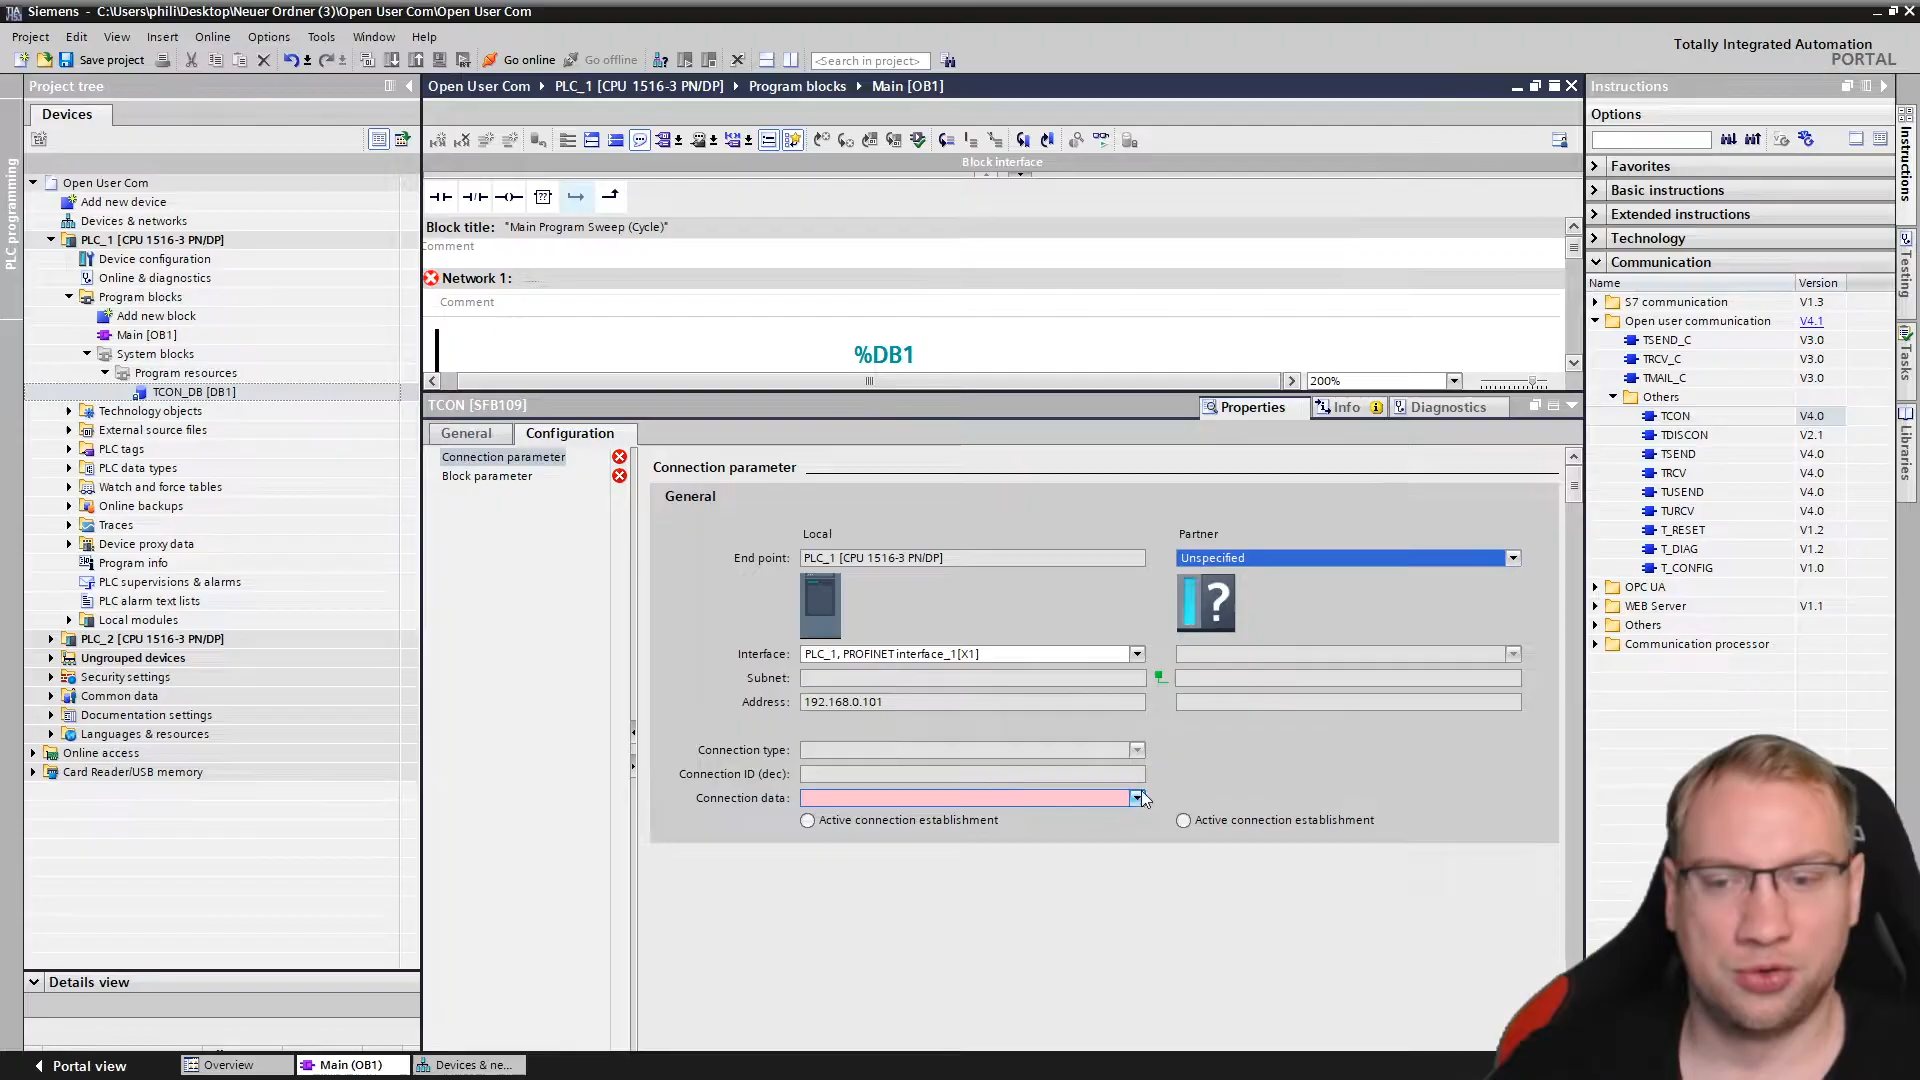 Siemens - C:\Users\phili\Desktop\Neuer Ordner (3)\Open User Com\Open User Com
Project Edit View Insert Online Options Tools Window Help
Totally Integrated Automation
PORTAL
Save project
Go online
Go offline
<Search in project>
Project tree
Devices
PLC programming
Open User Com
Add new device
Devices & networks
PLC_1 [CPU 1516-3 PN/DP]
Device configuration
Online & diagnostics
Program blocks
Add new block
Main [OB1]
System blocks
Program resources
TCON_DB [DB1]
Technology objects
External source files
PLC tags
PLC data types
Watch and force tables
Online backups
Traces
Device proxy data
Program info
PLC supervisions & alarms
PLC alarm text lists
Local modules
PLC_2 [CPU 1516-3 PN/DP]
Ungrouped devices
Security settings
Common data
Documentation settings
Languages & resources
Online access
Card Reader/USB memory
Details view
Open User Com PLC_1 [CPU 1516-3 PN/DP] Program blocks Main [OB1]
Block interface
Block title: "Main Program Sweep (Cycle)"
Comment
Network 1: .....
Comment
%DB1
200%
TCON [SFB109]
Properties
Info
Diagnostics
General
Configuration
Connection parameter
Block parameter
Connection parameter
General
Local Partner
End point: PLC_1 [CPU 1516-3 PN/DP] Unspecified
?
Interface: PLC_1, PROFINET interface_1[X1]
Subnet:
Address: 192.168.0.101
Connection type:
Connection ID (dec):
Connection data:
Active connection establishment Active connection establishment
Instructions
Options
Favorites
Basic instructions
Extended instructions
Technology
Communication
Name Version
S7 communication V1.3
Open user communication V4.1
TSEND_C V3.0
TRCV_C V3.0
TMAIL_C V3.0
Others
TCON V4.0
TDISCON V2.1
TSEND V4.0
TRCV V4.0
TUSEND V4.0
TURCV V4.0
T_RESET V1.2
T_DIAG V1.2
T_CONFIG V1.0
OPC UA
WEB Server V1.1
Others
Communication processor
Instructions
Testing
Tasks
Libraries
Portal view
Overview
Main (OB1)
Devices & ne...